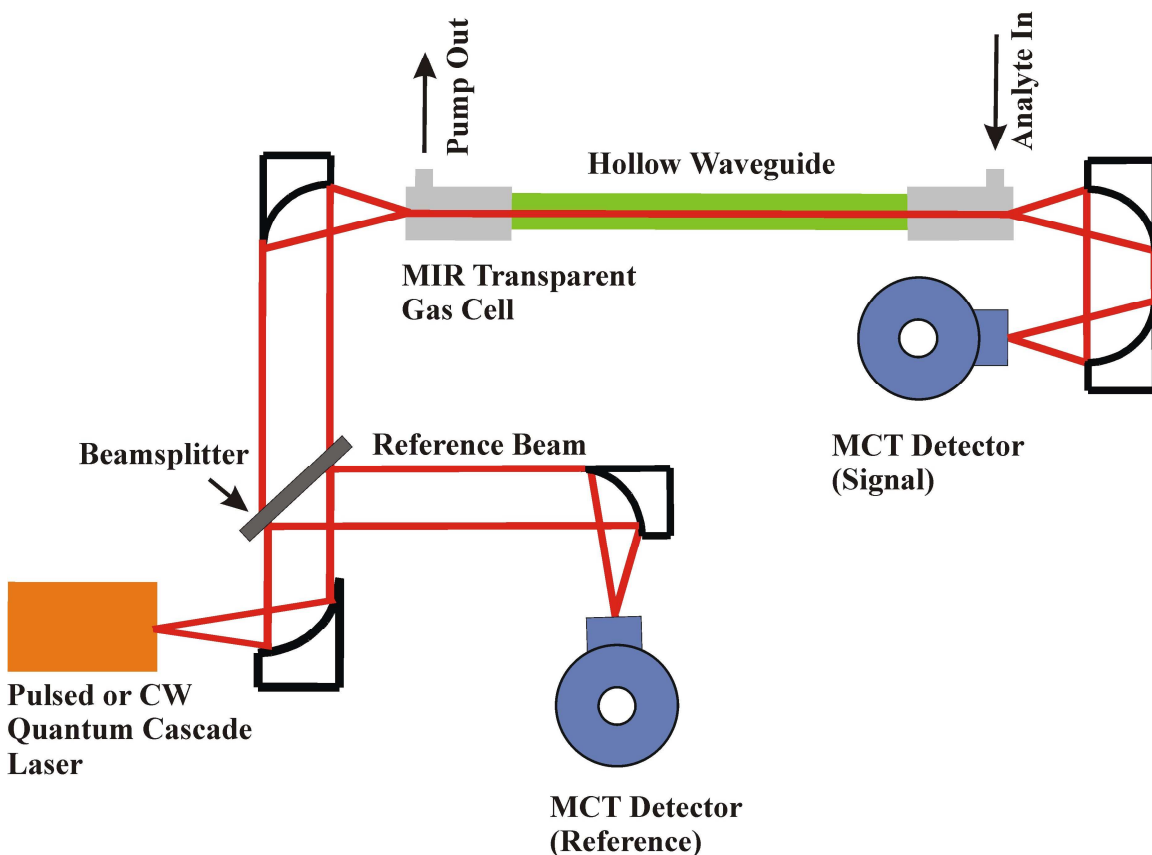 Pump Out
Analyte In
Hollow Waveguide
MIR Transparent
Gas Cell
Beamsplitter
Reference Beam
MCT Detector
(Signal)
Pulsed or CW
Quantum Cascade
Laser
MCT Detector
(Reference)